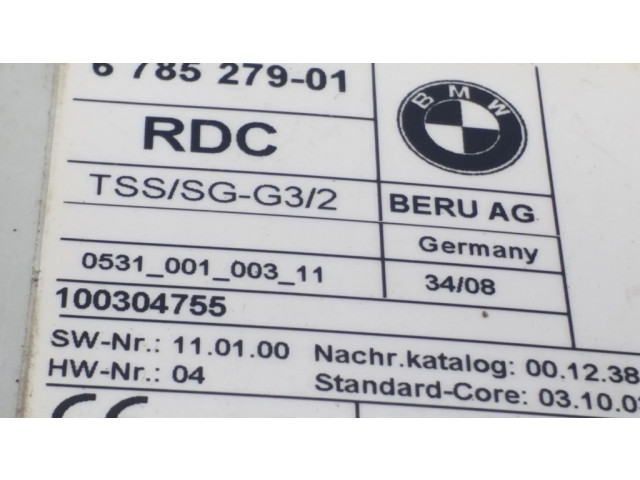 6 785 279-01
BMW
RDC
TSS/SG-G3/2
BERU AG
Germany
0531_001_003_11
34/08
100304755
SW-Nr.: 11.01.00
Nachr.katalog: 00.12.38
HW-Nr.: 04
Standard-Core: 03.10.0
CE